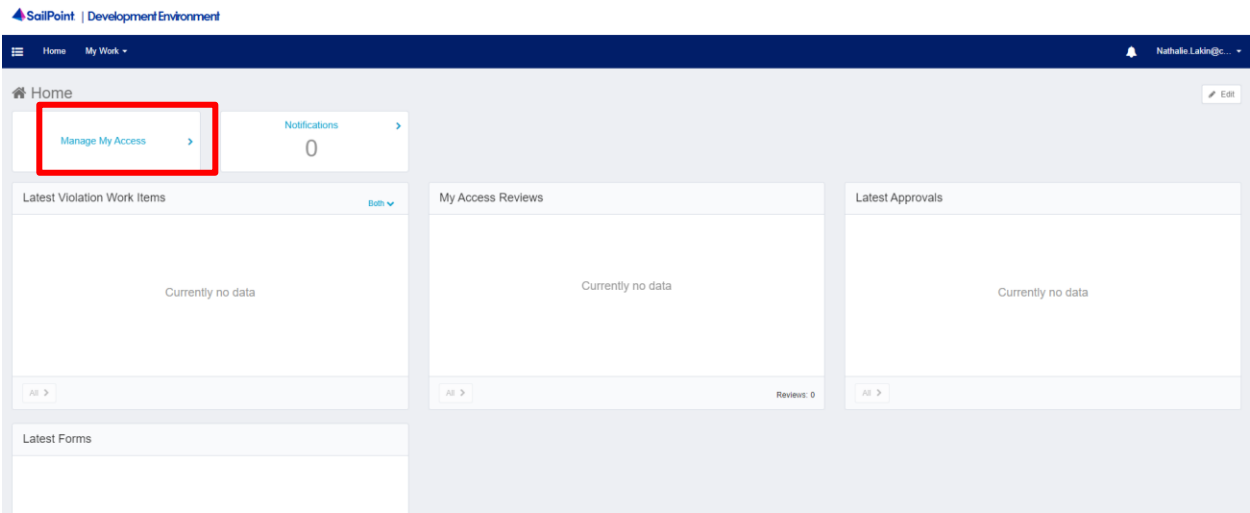 SailPoint. | Development Environment
Home My Work
Nathalie.Lakin@c...
Home
Edit
Manage My Access
Notifications
0
Latest Violation Work Items
Both
My Access Reviews
Latest Approvals
Currently no data
Currently no data
Currently no data
All
All
Reviews: 0
All
Latest Forms